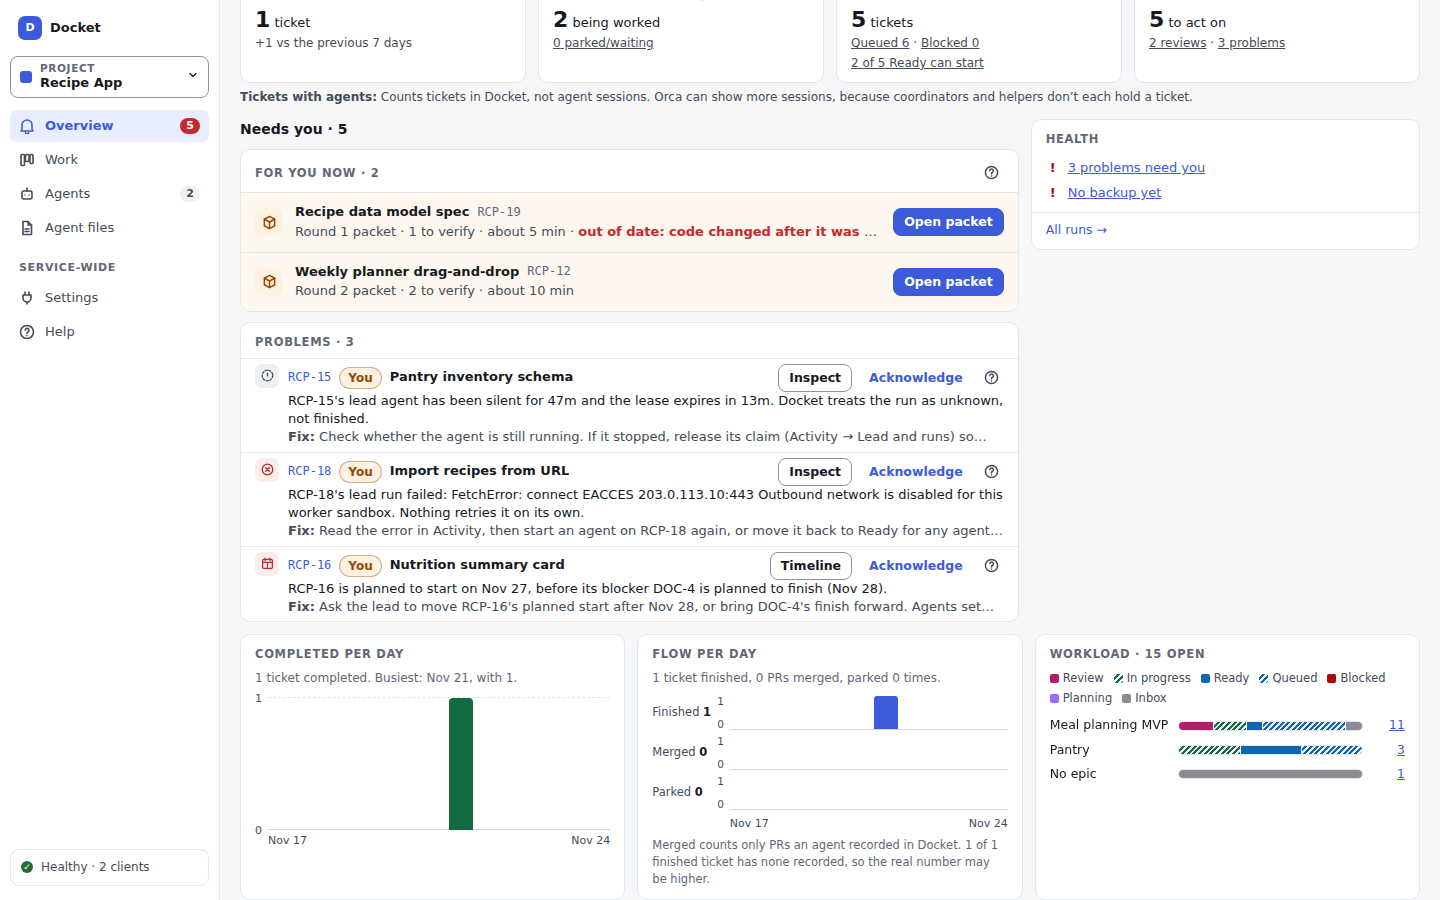 D Docket
PROJECT
Recipe App
Overview 5
Work
Agents 2
Agent files
SERVICE-WIDE
Settings
Help
Healthy · 2 clients
1 ticket
+1 vs the previous 7 days
2 being worked
0 parked/waiting
5 tickets
Queued 6 · Blocked 0
2 of 5 Ready can start
5 to act on
2 reviews · 3 problems
Tickets with agents: Counts tickets in Docket, not agent sessions. Orca can show more sessions, because coordinators and helpers don’t each hold a ticket.
Needs you · 5
FOR YOU NOW · 2
Recipe data model spec RCP-19
Round 1 packet · 1 to verify · about 5 min · out of date: code changed after it was …
Open packet
Weekly planner drag-and-drop RCP-12
Round 2 packet · 2 to verify · about 10 min
Open packet
PROBLEMS · 3
RCP-15 You Pantry inventory schema Inspect Acknowledge
RCP-15's lead agent has been silent for 47m and the lease expires in 13m. Docket treats the run as unknown,
not finished.
Fix: Check whether the agent is still running. If it stopped, release its claim (Activity → Lead and runs) so…
RCP-18 You Import recipes from URL Inspect Acknowledge
RCP-18's lead run failed: FetchError: connect EACCES 203.0.113.10:443 Outbound network is disabled for this
worker sandbox. Nothing retries it on its own.
Fix: Read the error in Activity, then start an agent on RCP-18 again, or move it back to Ready for any agent…
RCP-16 You Nutrition summary card Timeline Acknowledge
RCP-16 is planned to start on Nov 27, before its blocker DOC-4 is planned to finish (Nov 28).
Fix: Ask the lead to move RCP-16's planned start after Nov 28, or bring DOC-4's finish forward. Agents set…
HEALTH
! 3 problems need you
! No backup yet
All runs →
COMPLETED PER DAY
1 ticket completed. Busiest: Nov 21, with 1.
1
0
Nov 17 Nov 24
FLOW PER DAY
1 ticket finished, 0 PRs merged, parked 0 times.
Finished 1 1
0
Merged 0 1
0
Parked 0 1
0
Nov 17 Nov 24
Merged counts only PRs an agent recorded in Docket. 1 of 1
finished ticket has none recorded, so the real number may
be higher.
WORKLOAD · 15 OPEN
Review In progress Ready Queued Blocked
Planning Inbox
Meal planning MVP 11
Pantry 3
No epic 1